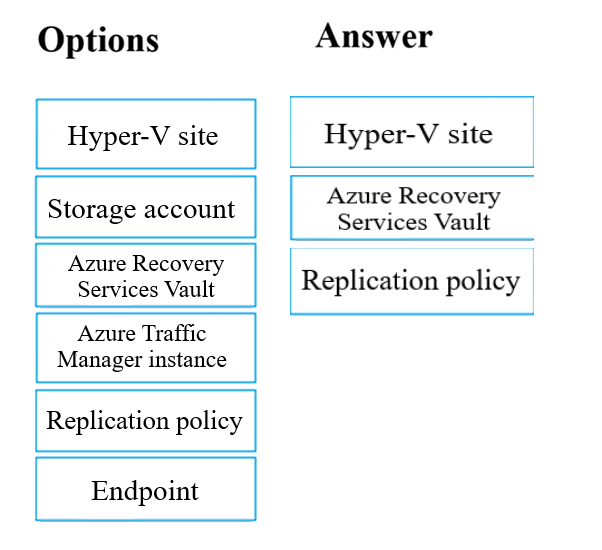 Options
Answer
Hyper-V site
Storage account
Azure Recovery
Services Vault
Azure Traffic
Manager instance
Replication policy
Endpoint
Hyper-V site
Azure Recovery
Services Vault
Replication policy